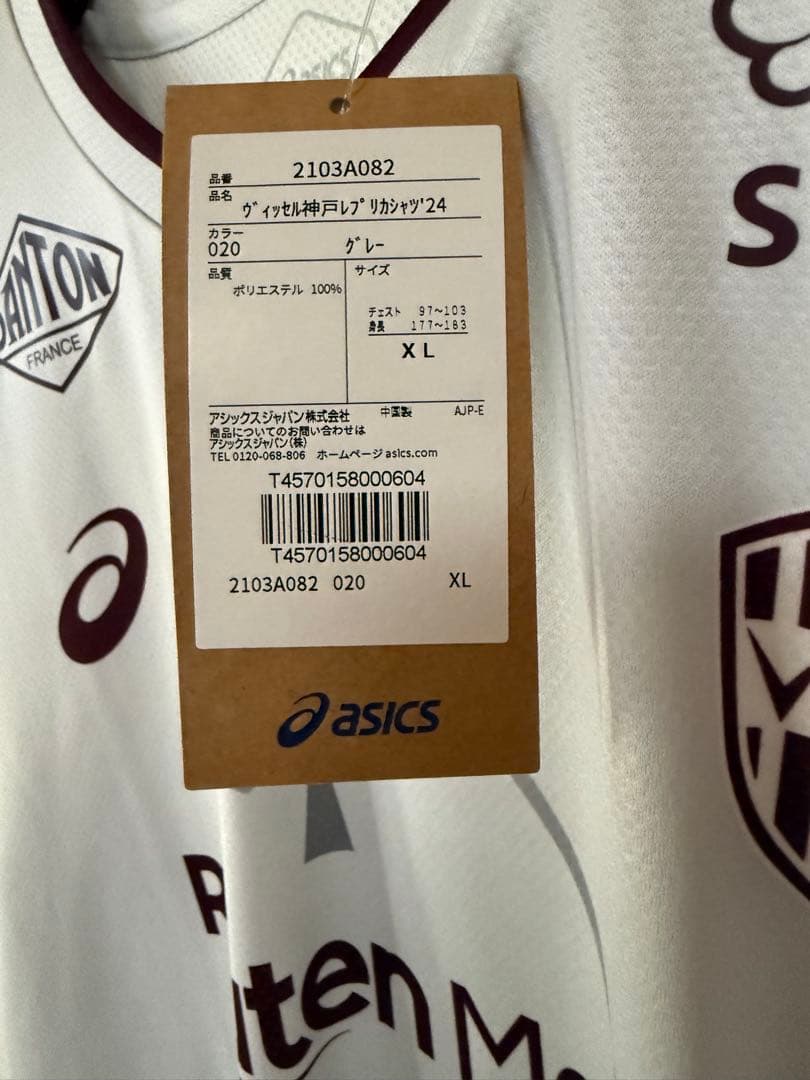 asics
品番 2103A082
品名
ヴィッセル神戸レプリカシャツ'24
カラー
020 グレー
品質 サイズ
ポリエステル 100%
チェスト 97~103
身長 177~183
XL
アシックスジャパン株式会社 中国製 AJP-E
商品についてのお問い合わせは
アシックスジャパン(株)
TEL 0120-068-806 ホームページ asics.com
T4570158000604
T4570158000604
2103A082 020 XL
asics
ANTON
FRANCE
S
R
ten M